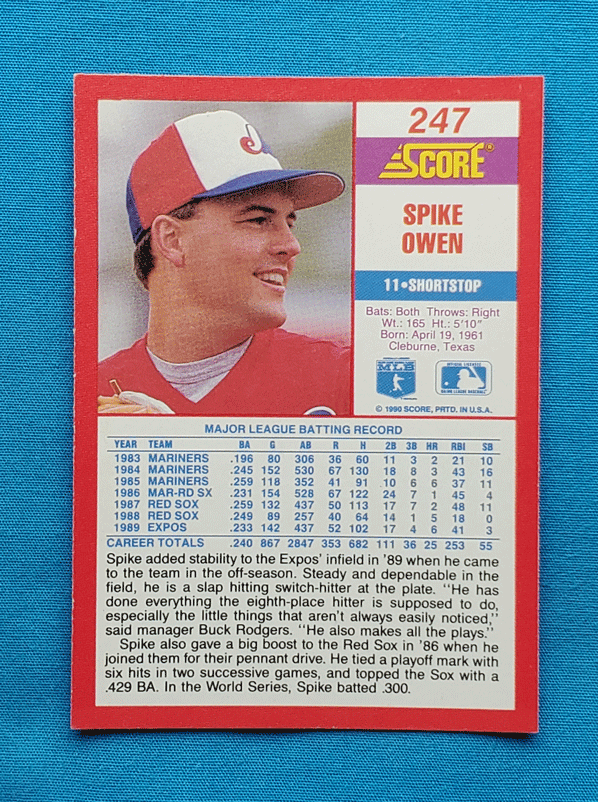 247
SCORE®
SPIKE
OWEN
11•SHORTSTOP
Bats: Both Throws: Right
Wt.: 165 Ht.: 5'10"
Born: April 19, 1961
Cleburne, Texas
MLB
© 1990 SCORE, PRTD. IN U.S.A.
MAJOR LEAGUE BATTING RECORD
YEAR TEAM BA G AB R H 2B 3B HR RBI SB
1983 MARINERS .196 80 306 36 60 11 3 2 21 10
1984 MARINERS .245 152 530 67 130 18 8 3 43 16
1985 MARINERS .259 118 352 41 91 10 6 6 37 11
1986 MAR-RD SX .231 154 528 67 122 24 7 1 45 4
1987 RED SOX .259 132 437 50 113 17 7 2 48 11
1988 RED SOX .249 89 257 40 64 14 1 5 18 0
1989 EXPOS .233 142 437 52 102 17 4 6 41 3
CAREER TOTALS .240 867 2847 353 682 111 36 25 253 55
Spike added stability to the Expos' infield in '89 when he came
to the team in the off-season. Steady and dependable in the
field, he is a slap hitting switch-hitter at the plate. "He has
done everything the eighth-place hitter is supposed to do,
especially the little things that aren't always easily noticed,"
said manager Buck Rodgers. "He also makes all the plays."
Spike also gave a big boost to the Red Sox in '86 when he
joined them for their pennant drive. He tied a playoff mark with
six hits in two successive games, and topped the Sox with a
.429 BA. In the World Series, Spike batted .300.